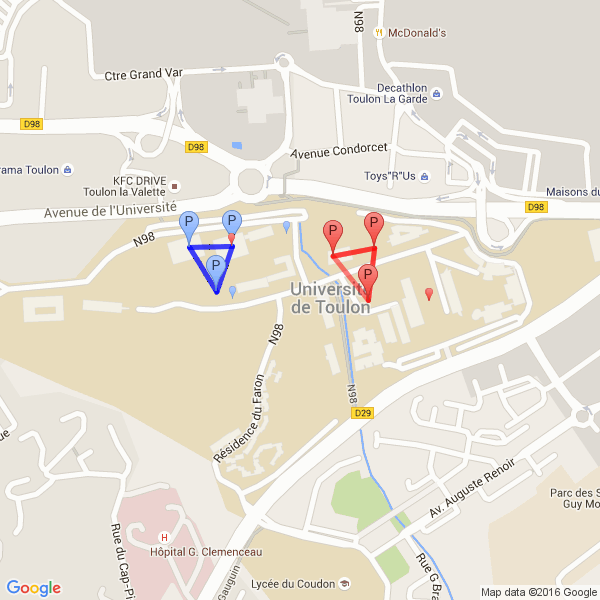 N98
McDonald's
Ctre Grand Var
Decathlon
Toulon La Garde
D98
D98
Avenue Condorcet
rama Toulon
KFC DRIVE
Toulon la Valette
Toys"R"Us
Maisons du
Avenue de l'Université
D98
P
P
P
P
N98
P
P
Université
de Toulon
N98
Résidence du Faron
N98
D29
Av. Auguste Renoir
Parc des S
Guy Mo
Rue du Cap-Pi
H
Hôpital G. Clemenceau
Gauguin
Lycée du Coudon
Rue G Bra
Google
Map data ©2016 Google